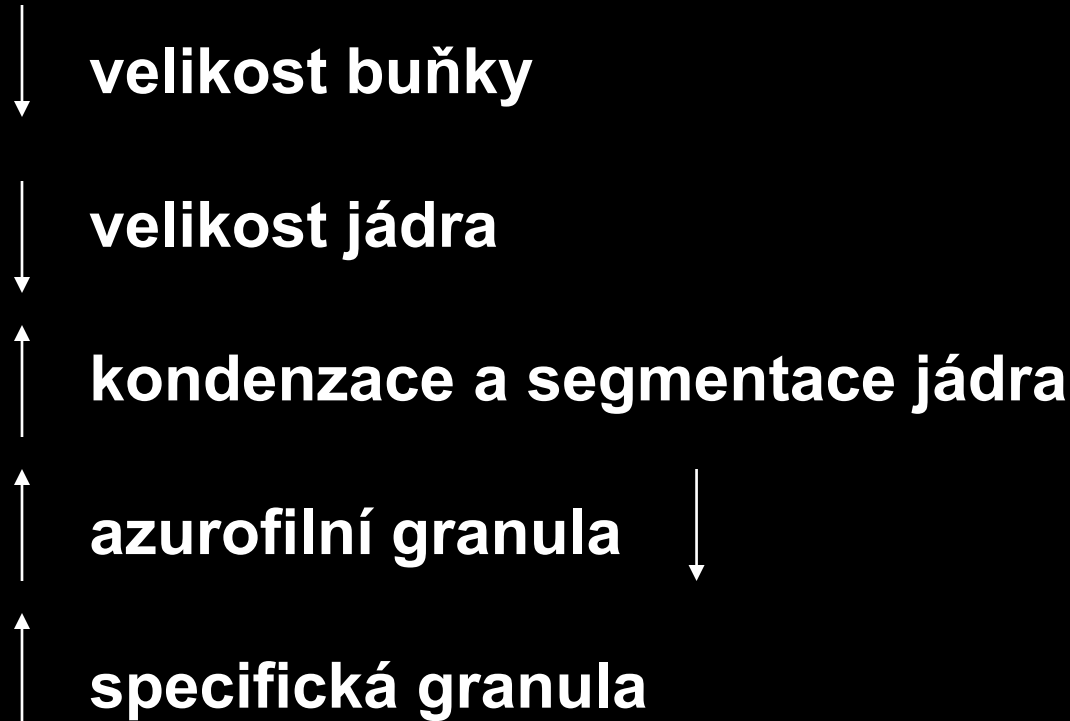 velikost buňky
velikost jádra
kondenzace a segmentace jádra
azurofilní granula
specifická granula